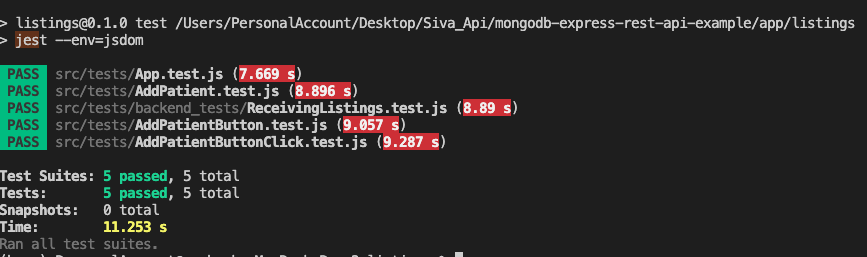 > listings@0.1.0 test /Users/PersonalAccount/Desktop/Siva_Api/mongodb-express-rest-api-example/app/listings
> jest --env=jsdom
PASS src/tests/App.test.js (7.669 s)
PASS src/tests/AddPatient.test.js (8.896 s)
PASS src/tests/backend_tests/ReceivingListings.test.js (8.89 s)
PASS src/tests/AddPatientButton.test.js (9.057 s)
PASS src/tests/AddPatientButtonClick.test.js (9.287 s)
Test Suites: 5 passed, 5 total
Tests: 5 passed, 5 total
Snapshots: 0 total
Time: 11.253 s
Ran all test suites.